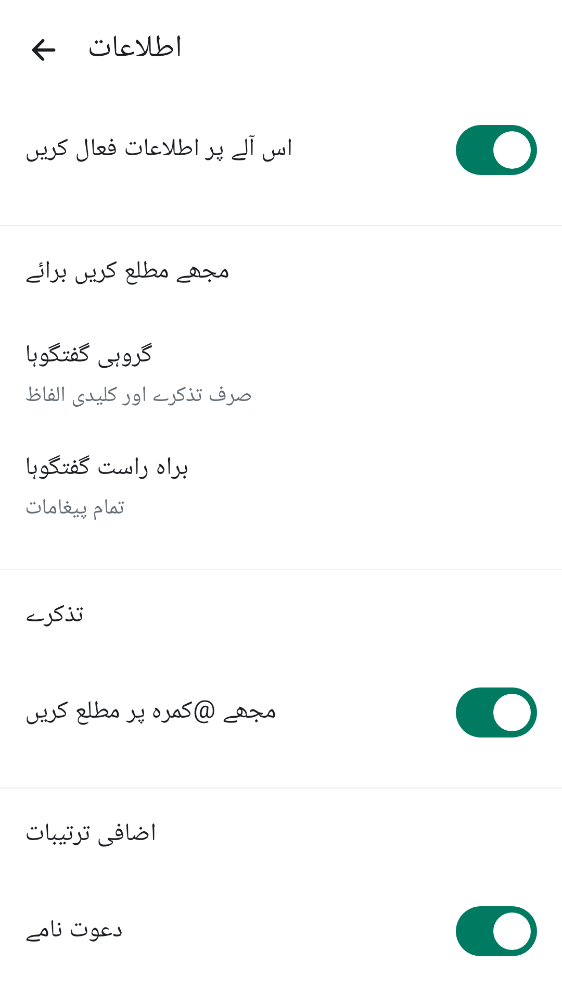 اطلاعات
اس آلے پر اطلاعات فعال کریں
مجھے مطلع کریں برائے
گروہی گفتگوہا
صرف تذکرے اور کلیدی الفاظ
براہ راست گفتگوہا
تمام پیغامات
تذکرے
مجھے @کمرہ پر مطلع کریں
اضافی ترتیبات
دعوت نامے